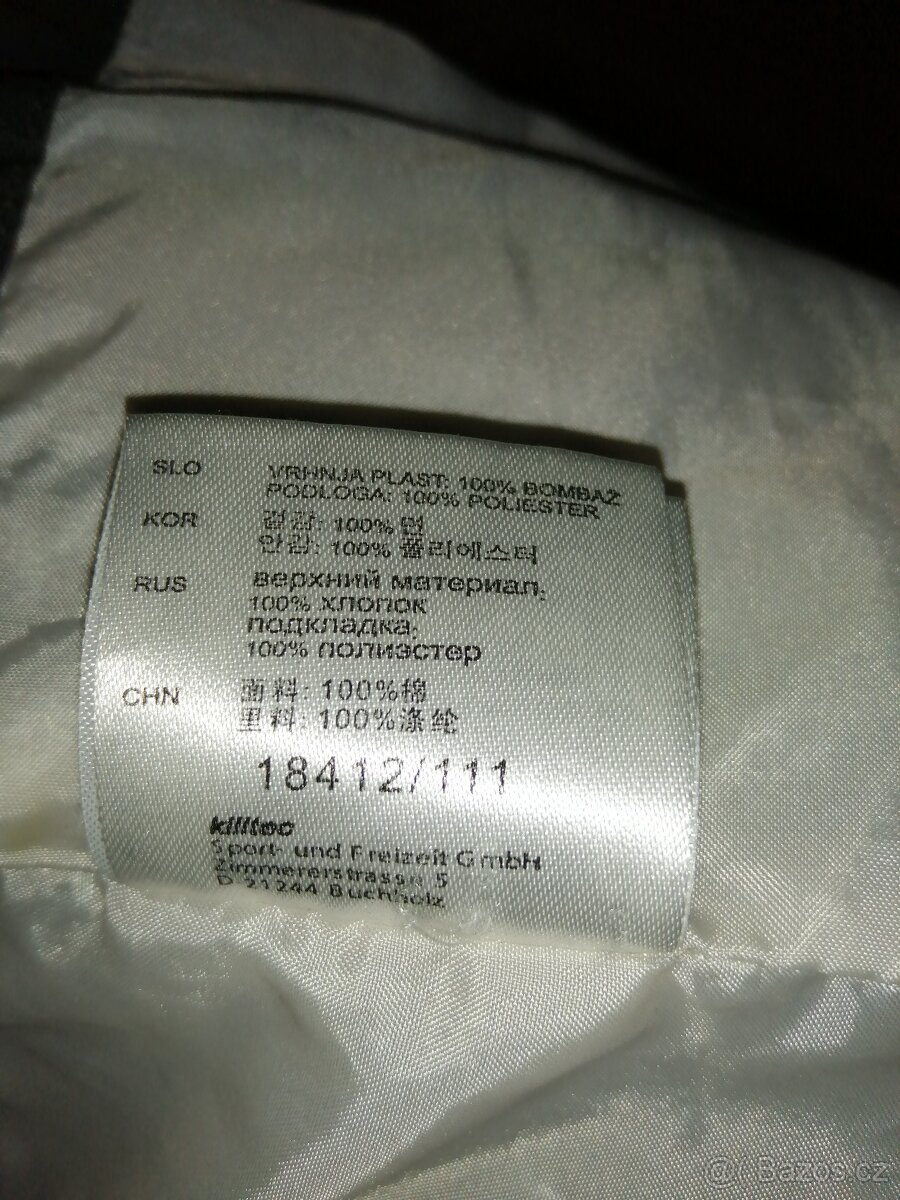 SLO VRHNJA PLAST: 100% BOMBAŽ
PODLOGA: 100% POLIESTER
KOR 겉감: 100% 면
안감: 100% 폴리에스터
RUS верхний материал:
100% хлопок
подкладка:
100% полиэстер
CHN 面料: 100%棉
里料: 100%涤纶
18412/111
killtec
Sport- und Freizeit GmbH
Zimmererstrasse 5
D 21244 Buchholz
@ Bazoš.cz